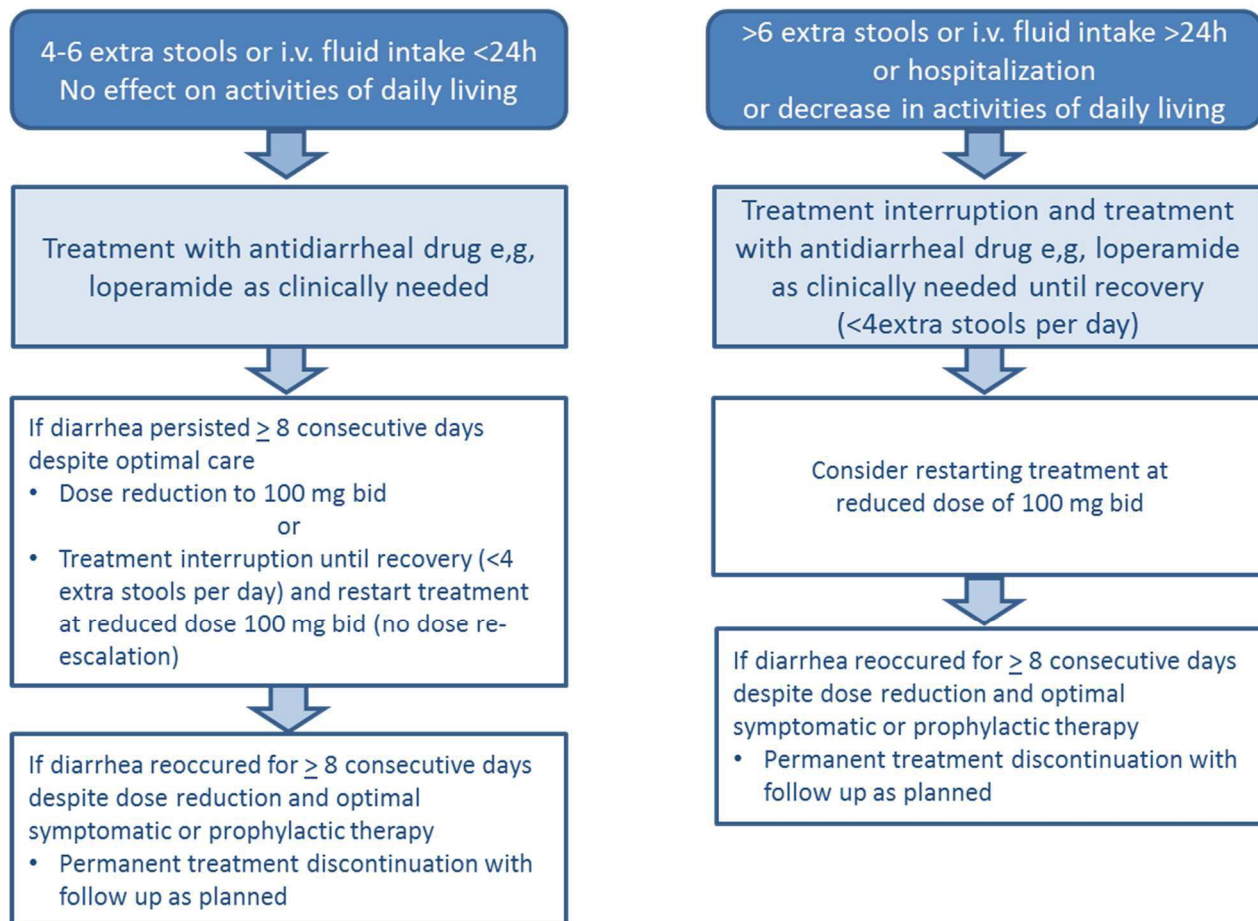 4-6 extra stools or i.v. fluid intake <24h
No effect on activities of daily living
Treatment with antidiarrheal drug e,g,
loperamide as clinically needed
If diarrhea persisted ≥ 8 consecutive days
despite optimal care
• Dose reduction to 100 mg bid
or
• Treatment interruption until recovery (<4
extra stools per day) and restart treatment
at reduced dose 100 mg bid (no dose re-
escalation)
If diarrhea reoccured for ≥ 8 consecutive days
despite dose reduction and optimal
symptomatic or prophylactic therapy
• Permanent treatment discontinuation with
follow up as planned
>6 extra stools or i.v. fluid intake >24h
or hospitalization
or decrease in activities of daily living
Treatment interruption and treatment
with antidiarrheal drug e,g, loperamide
as clinically needed until recovery
(<4extra stools per day)
Consider restarting treatment at
reduced dose of 100 mg bid
If diarrhea reoccured for ≥ 8 consecutive days
despite dose reduction and optimal
symptomatic or prophylactic therapy
• Permanent treatment discontinuation with
follow up as planned